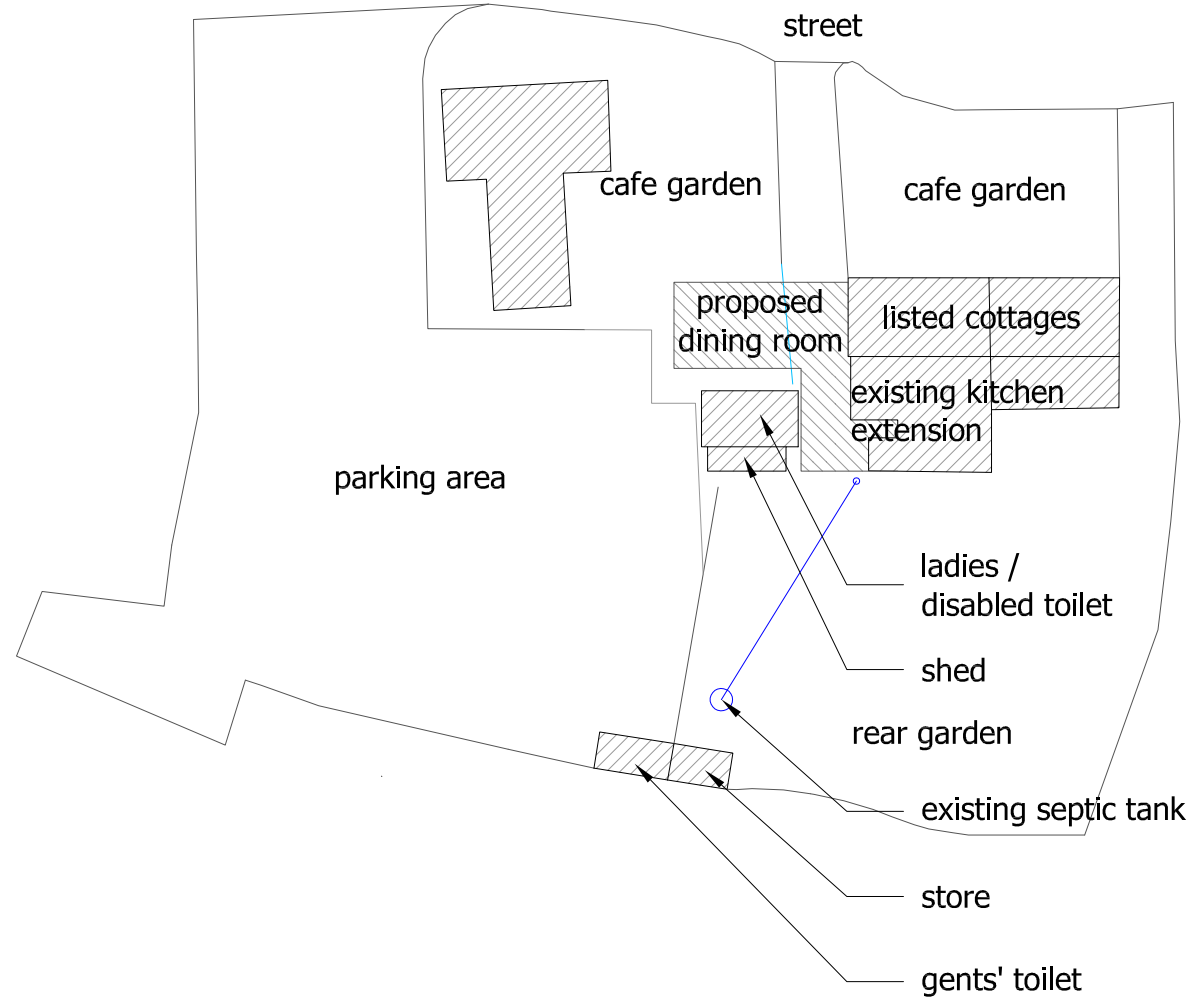 street
cafe garden
cafe garden
proposed
dining room
listed cottages
existing kitchen
extension
parking area
ladies /
disabled toilet
shed
rear garden
existing septic tank
store
gents' toilet